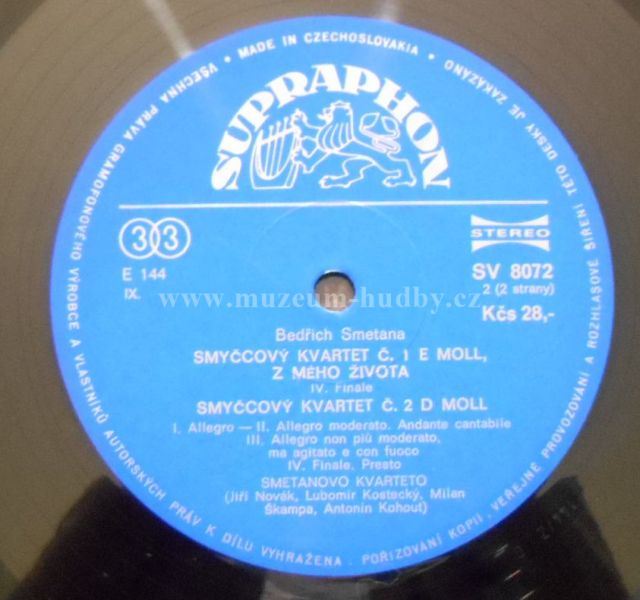 VŠECHNA PRÁVA GRAMOFONOVÉHO VÝROBCE A VLASTNÍKŮ AUTORSKÝCH PRÁV K DÍLU VYHRAŽENA . POŘIZOVÁNÍ KOPIÍ, VEŘEJNÉ PROVOZOVÁNÍ A ROZHLASOVÉ ŠÍŘENÍ TÉTO DESKY JE ZAKÁZÁNO • MADE IN CZECHOSLOVAKIA •
SUPRAPHON
33
STEREO
E 144
SV 8072
IX.
2 (2 strany)
www.muzeum-hudby.cz
Kčs 28,-
Bedřich Smetana
SMYČCOVÝ KVARTET Č. 1 E MOLL,
Z MÉHO ŽIVOTA
IV. Finale
SMYČCOVÝ KVARTET Č. 2 D MOLL
I. Allegro — II. Allegro moderato. Andante cantabile
III. Allegro non più moderato,
ma agitato e con fuoco
IV. Finale. Presto
SMETANOVO KVARTETO
(Jiří Novák, Lubomír Kostecký, Milan
Škampa, Antonín Kohout)